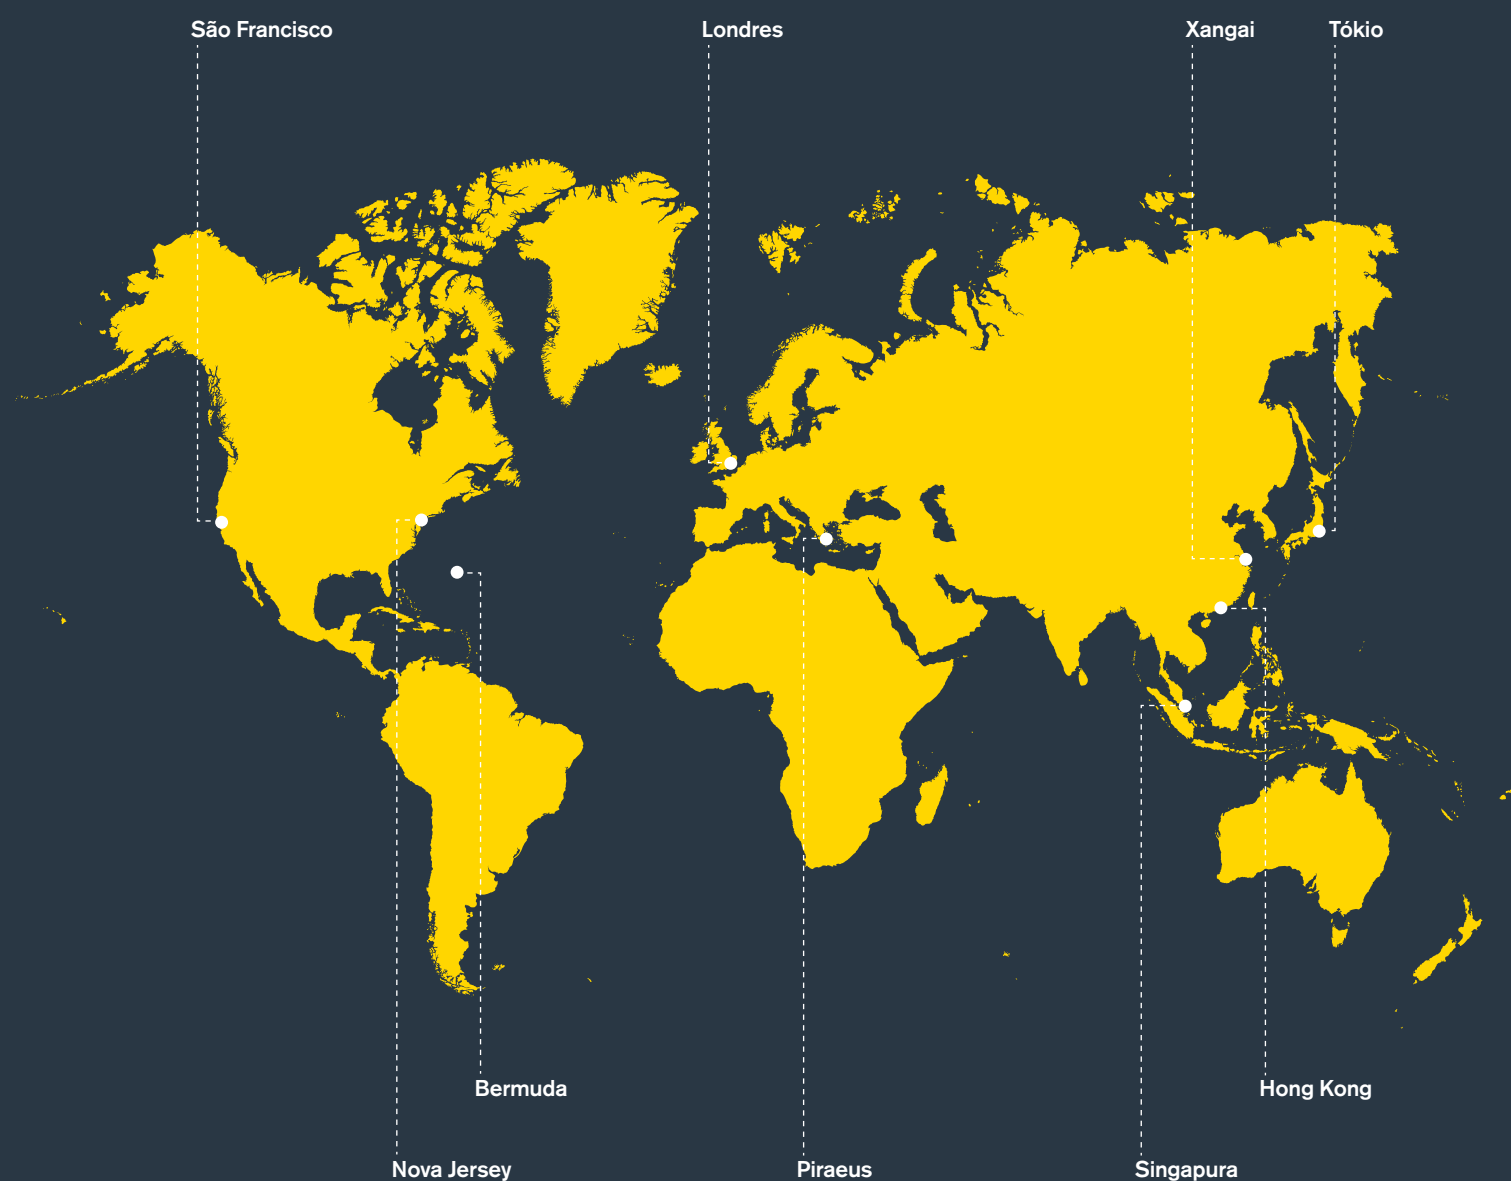 São Francisco
Londres
Xangai
Tókio
Bermuda
Hong Kong
Nova Jersey
Piraeus
Singapura